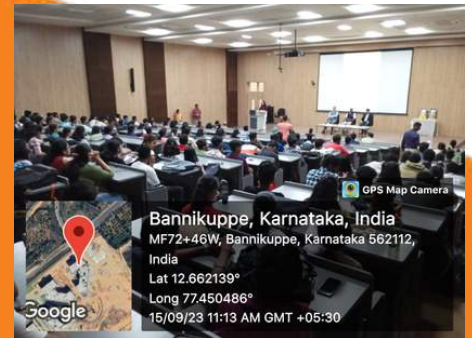 GPS Map Camera
Bannikuppe, Karnataka, India
MF72+46W, Bannikuppe, Karnataka 562112,
India
Lat 12.662139°
Long 77.450486°
15/09/23 11:13 AM GMT +05:30
Google